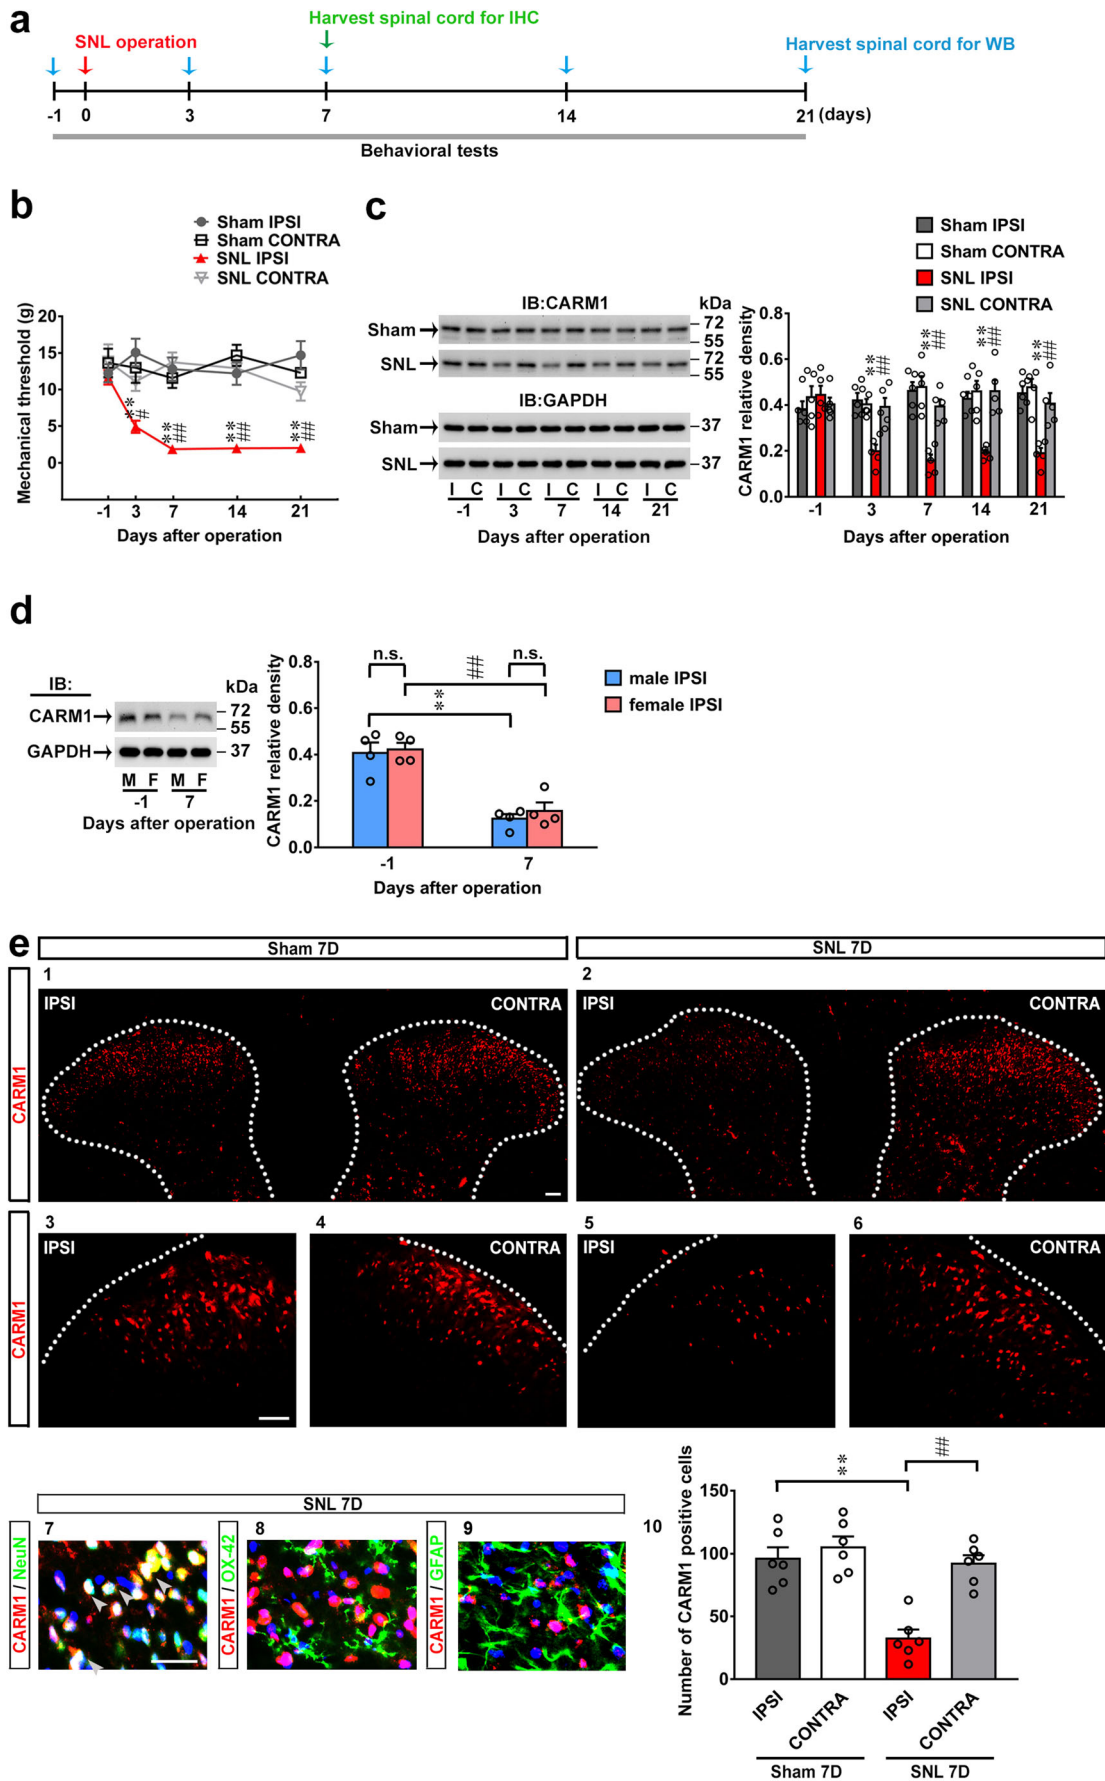 a
Harvest spinal cord for IHC
SNL operation
Harvest spinal cord for WB
-1 0 3 7 14 21 (days)
Behavioral tests
b
Sham IPSI
Sham CONTRA
SNL IPSI
SNL CONTRA
Mechanical threshold (g)
20
15
10
5
0
** #
** ##
** ##
** ##
-1 3 7 14 21
Days after operation
c
IB:CARM1
kDa
Sham
72
55
SNL
72
55
IB:GAPDH
Sham
37
SNL
37
I C I C I C I C I C
-1 3 7 14 21
Days after operation
Sham IPSI
Sham CONTRA
SNL IPSI
SNL CONTRA
CARM1 relative density
0.8
0.6
0.4
0.2
0.0
** ##
** ##
** ##
** ##
-1 3 7 14 21
Days after operation
d
IB:
kDa
CARM1
72
55
GAPDH
37
M F M F
-1 7
Days after operation
CARM1 relative density
0.8
0.6
0.4
0.2
0.0
n.s.
##
n.s.
**
male IPSI
female IPSI
-1 7
Days after operation
e
Sham 7D
SNL 7D
CARM1
1
IPSI
CONTRA
2
IPSI
CONTRA
CARM1
3
IPSI
4
CONTRA
5
IPSI
6
CONTRA
SNL 7D
7
CARM1 / NeuN
8
CARM1 / OX-42
9
CARM1 / GFAP
10
Number of CARM1 positive cells
150
100
50
0
**
##
IPSI
CONTRA
IPSI
CONTRA
Sham 7D
SNL 7D